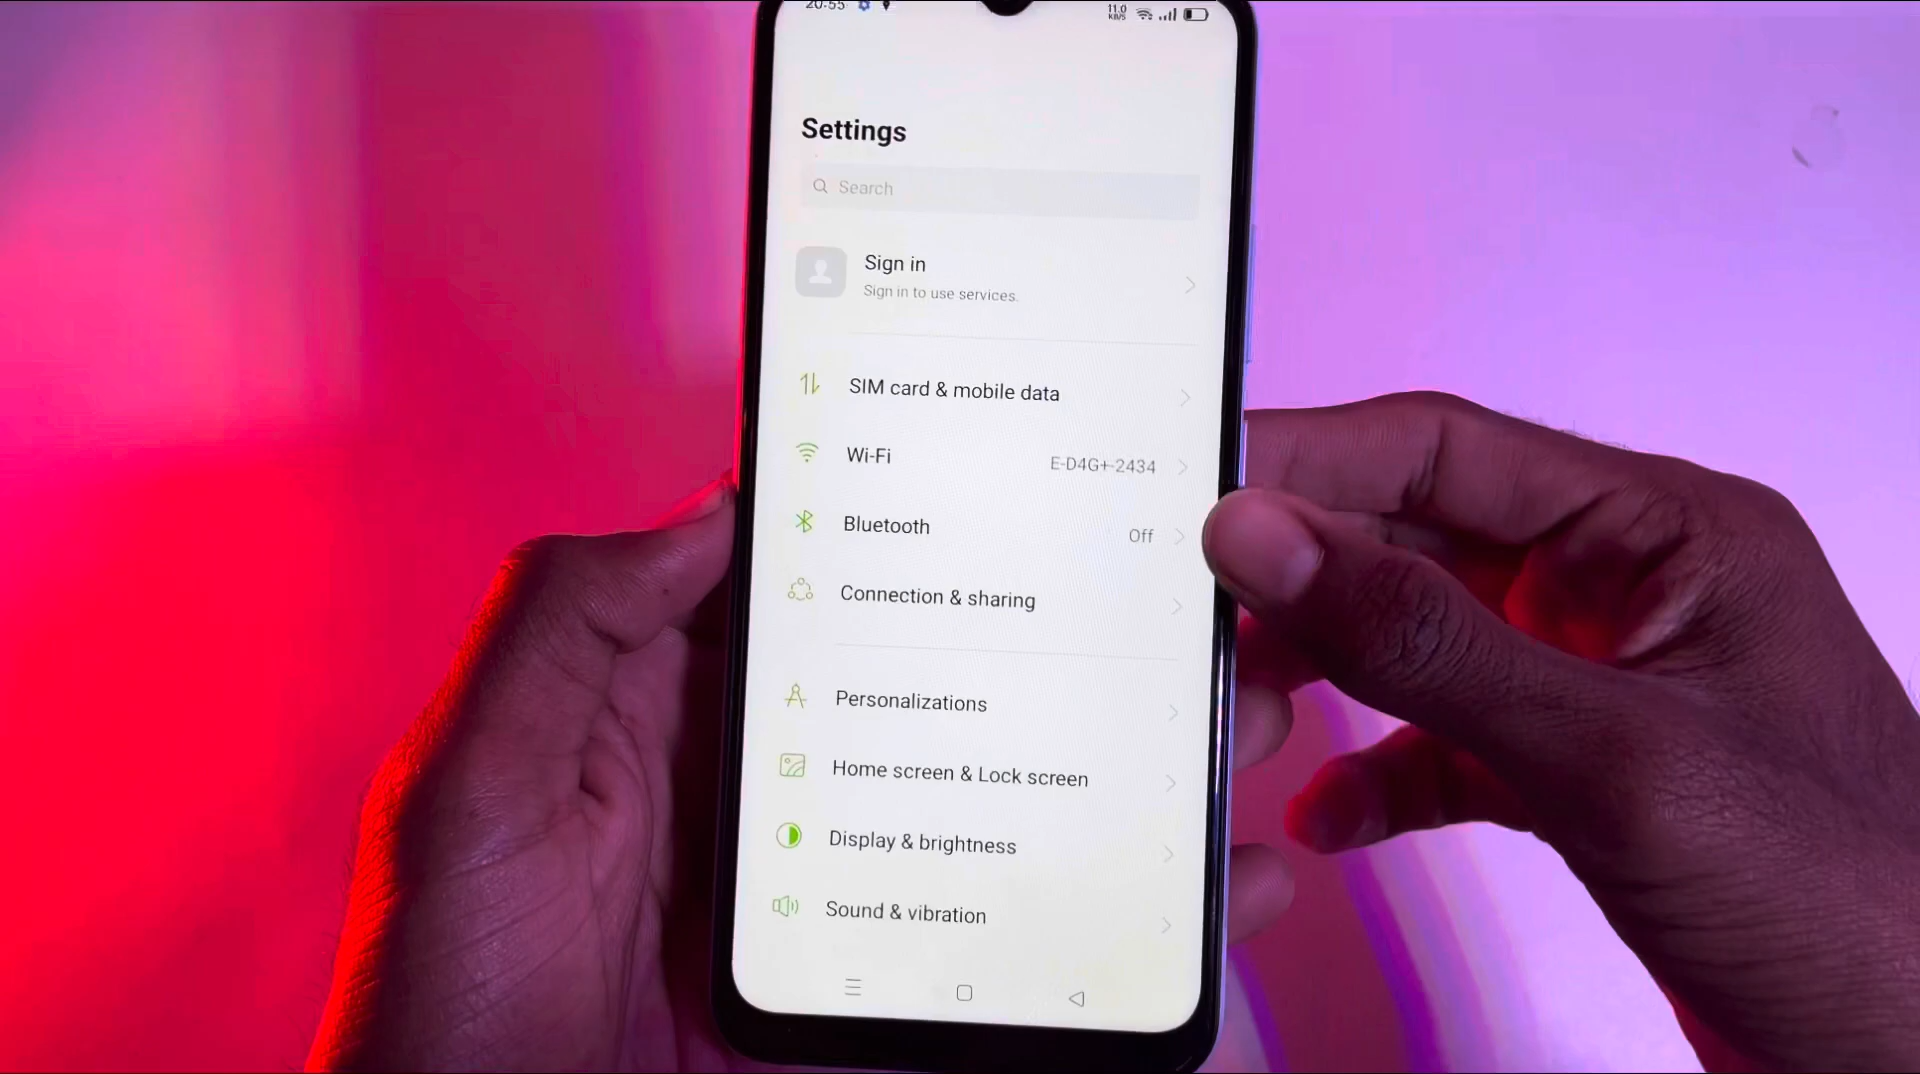 20:55
11.0
KB/S
Settings
Search
Sign in
Sign in to use services.
SIM card & mobile data
Wi-Fi E-D4G+-2434
Bluetooth Off
Connection & sharing
Personalizations
Home screen & Lock screen
Display & brightness
Sound & vibration